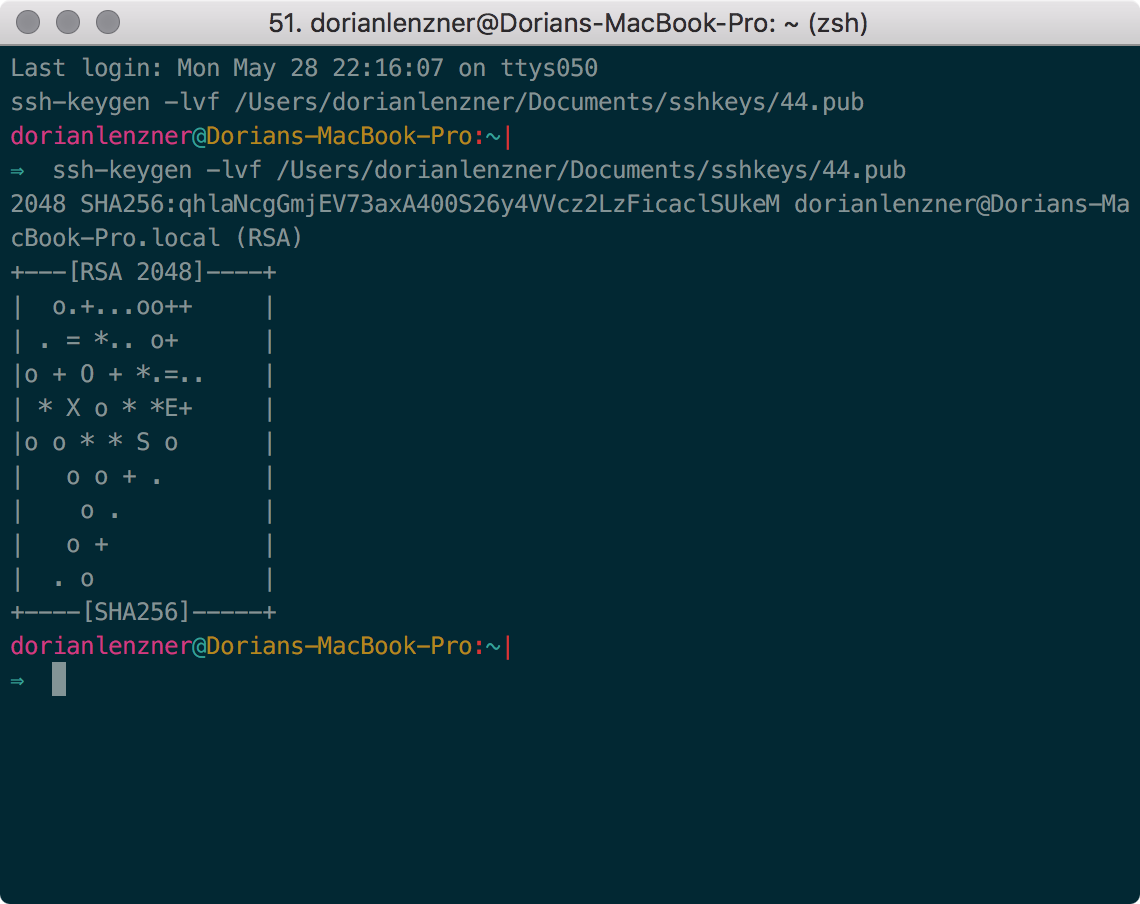 51. dorianlenzner@Dorians-MacBook-Pro: ~ (zsh)
Last login: Mon May 28 22:16:07 on ttys050
ssh-keygen -lvf /Users/dorianlenzner/Documents/sshkeys/44.pub
dorianlenzner@Dorians-MacBook-Pro:~|
⇒  ssh-keygen -lvf /Users/dorianlenzner/Documents/sshkeys/44.pub
2048 SHA256:qhlaNcgGmjEV73axA400S26y4VVcz2LzFicaclSUkeM dorianlenzner@Dorians-Ma
cBook-Pro.local (RSA)
+---[RSA 2048]----+
|  o.+...oo++     |
| . = *.. o+      |
|o + O + *.=..    |
| * X o * *E+     |
|o o * * S o      |
|   o o + .       |
|    o .          |
|   o +           |
|  . o            |
+----[SHA256]-----+
dorianlenzner@Dorians-MacBook-Pro:~|
⇒